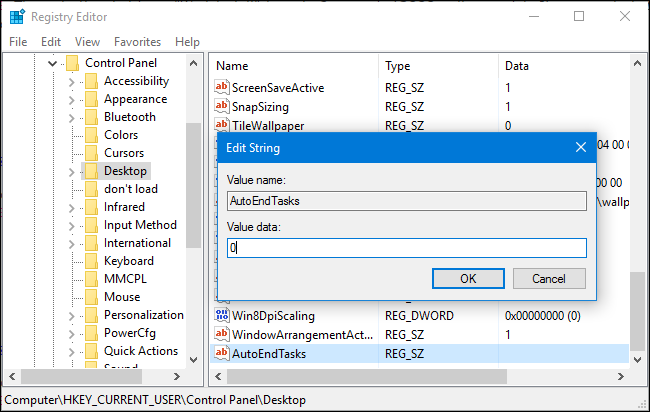 Registry Editor
File Edit View Favorites Help
Control Panel
Accessibility
Appearance
Bluetooth
Colors
Cursors
Desktop
don't load
Infrared
Input Method
International
Keyboard
MMCPL
Mouse
Personalization
PowerCfg
Quick Actions
Name Type Data
ScreenSaveActive REG_SZ 1
SnapSizing REG_SZ 1
TileWallpaper REG_SZ 0
04 00 0
00 00
\wallp
Win8DpiScaling REG_DWORD 0x00000000 (0)
WindowArrangementAct... REG_SZ 1
AutoEndTasks REG_SZ
Edit String
Value name:
AutoEndTasks
Value data:
0
OK Cancel
Computer\HKEY_CURRENT_USER\Control Panel\Desktop